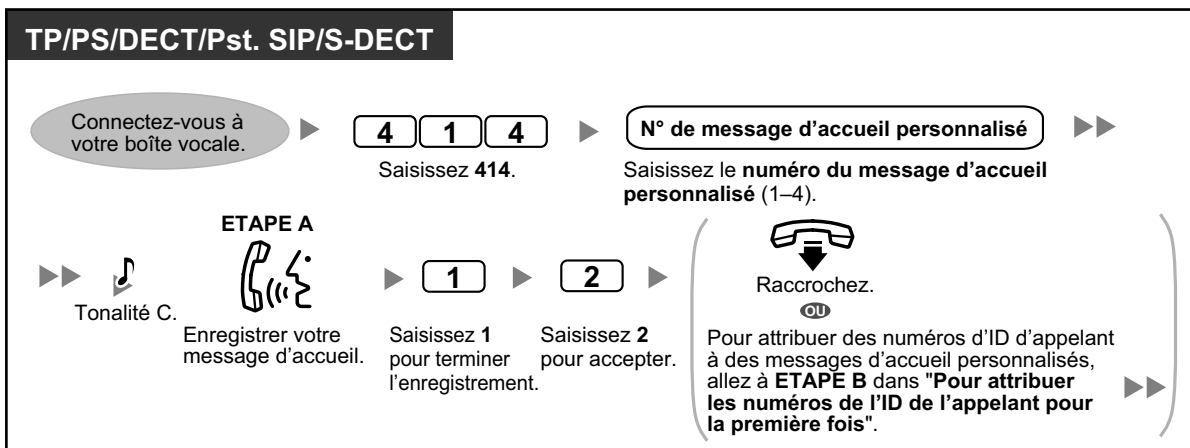 TP/PS/DECT/Pst. SIP/S-DECT
Connectez-vous à
votre boîte vocale.
4 1 4
Saisissez 414.
N° de message d'accueil personnalisé
Saisissez le numéro du message d'accueil
personnalisé (1–4).
Tonalité C.
ETAPE A
Enregistrer votre
message d'accueil.
1
Saisissez 1
pour terminer
l'enregistrement.
2
Saisissez 2
pour accepter.
Raccrochez.
OU
Pour attribuer des numéros d'ID d'appelant
à des messages d'accueil personnalisés,
allez à ETAPE B dans "Pour attribuer
les numéros de l'ID de l'appelant pour
la première fois".